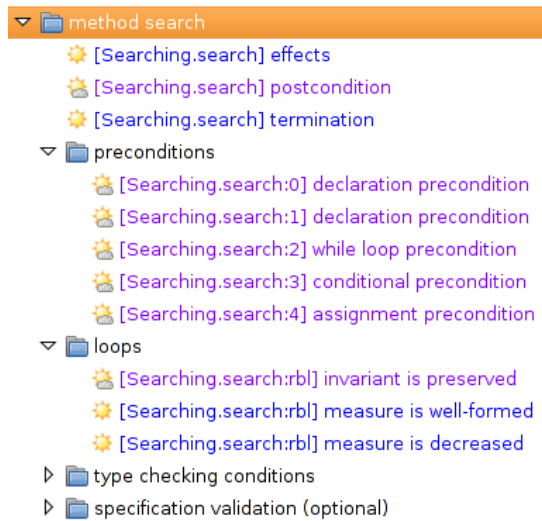 method search
[Searching.search] effects
[Searching.search] postcondition
[Searching.search] termination
preconditions
[Searching.search:0] declaration precondition
[Searching.search:1] declaration precondition
[Searching.search:2] while loop precondition
[Searching.search:3] conditional precondition
[Searching.search:4] assignment precondition
loops
[Searching.search:rbl] invariant is preserved
[Searching.search:rbl] measure is well-formed
[Searching.search:rbl] measure is decreased
type checking conditions
specification validation (optional)